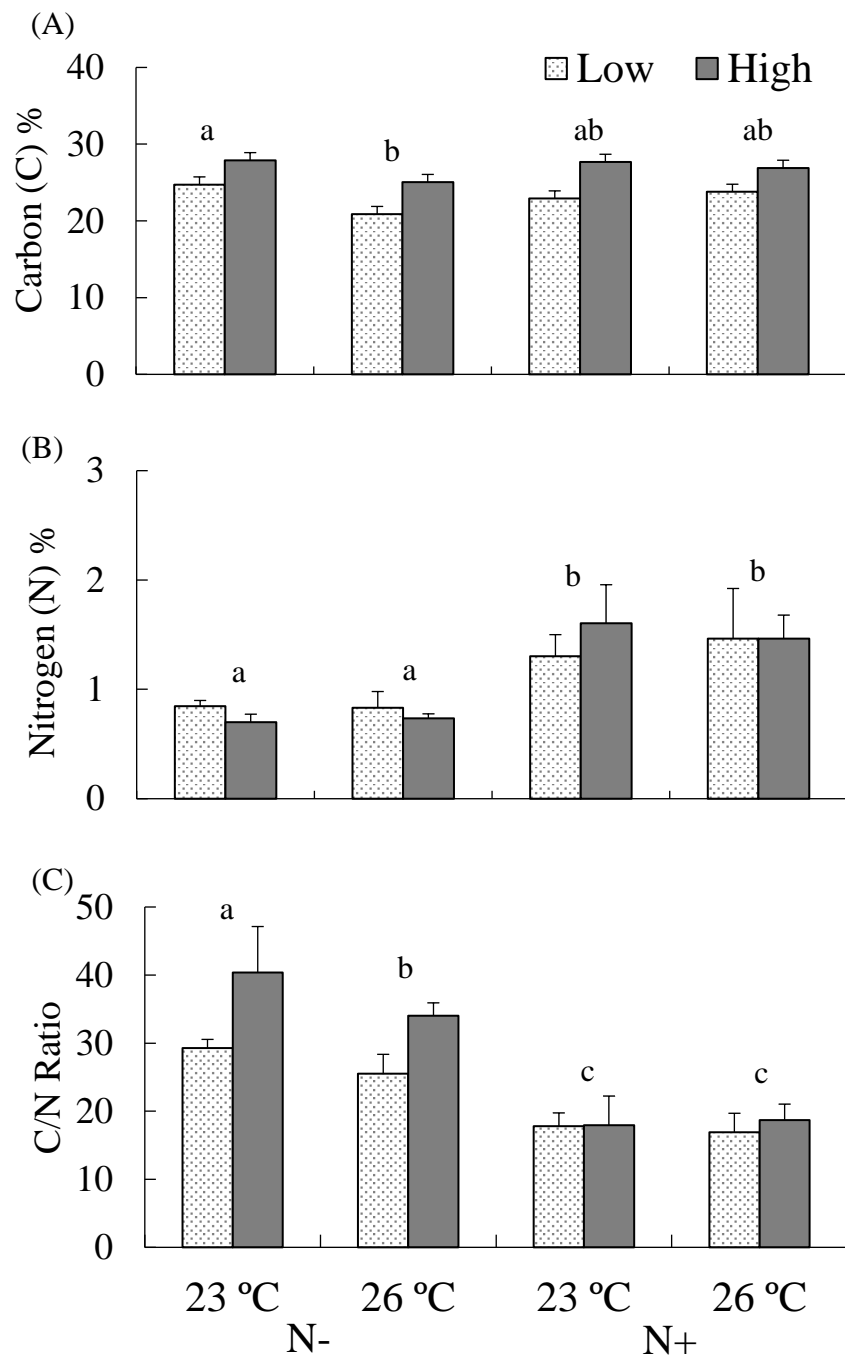 (A)
Low High
Carbon (C) %
40
30
20
10
0
a b ab ab
(B)
Nitrogen (N) %
3
2
1
0
a a b b
(C)
C/N Ratio
50
40
30
20
10
0
a b c c
23 ºC 26 ºC 23 ºC 26 ºC
N- N+